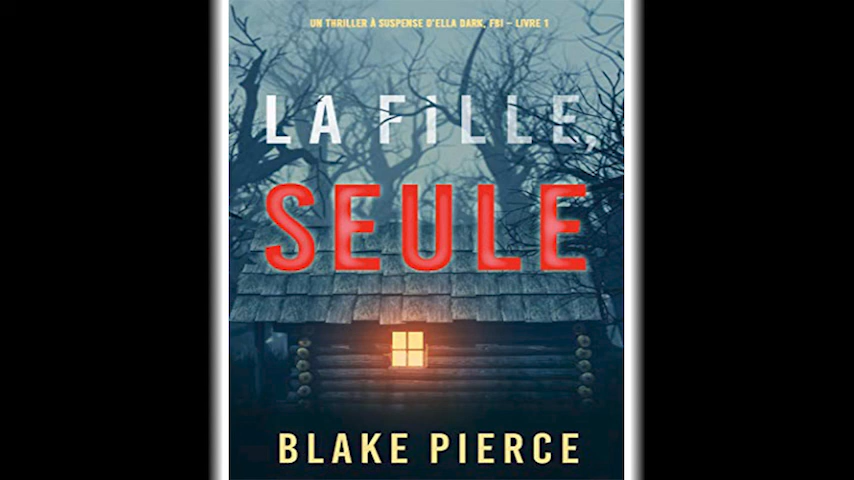 UN THRILLER À SUSPENSE D'ELLA DARK, FBI – LIVRE 1
LA FILLE,
SEULE
BLAKE PIERCE